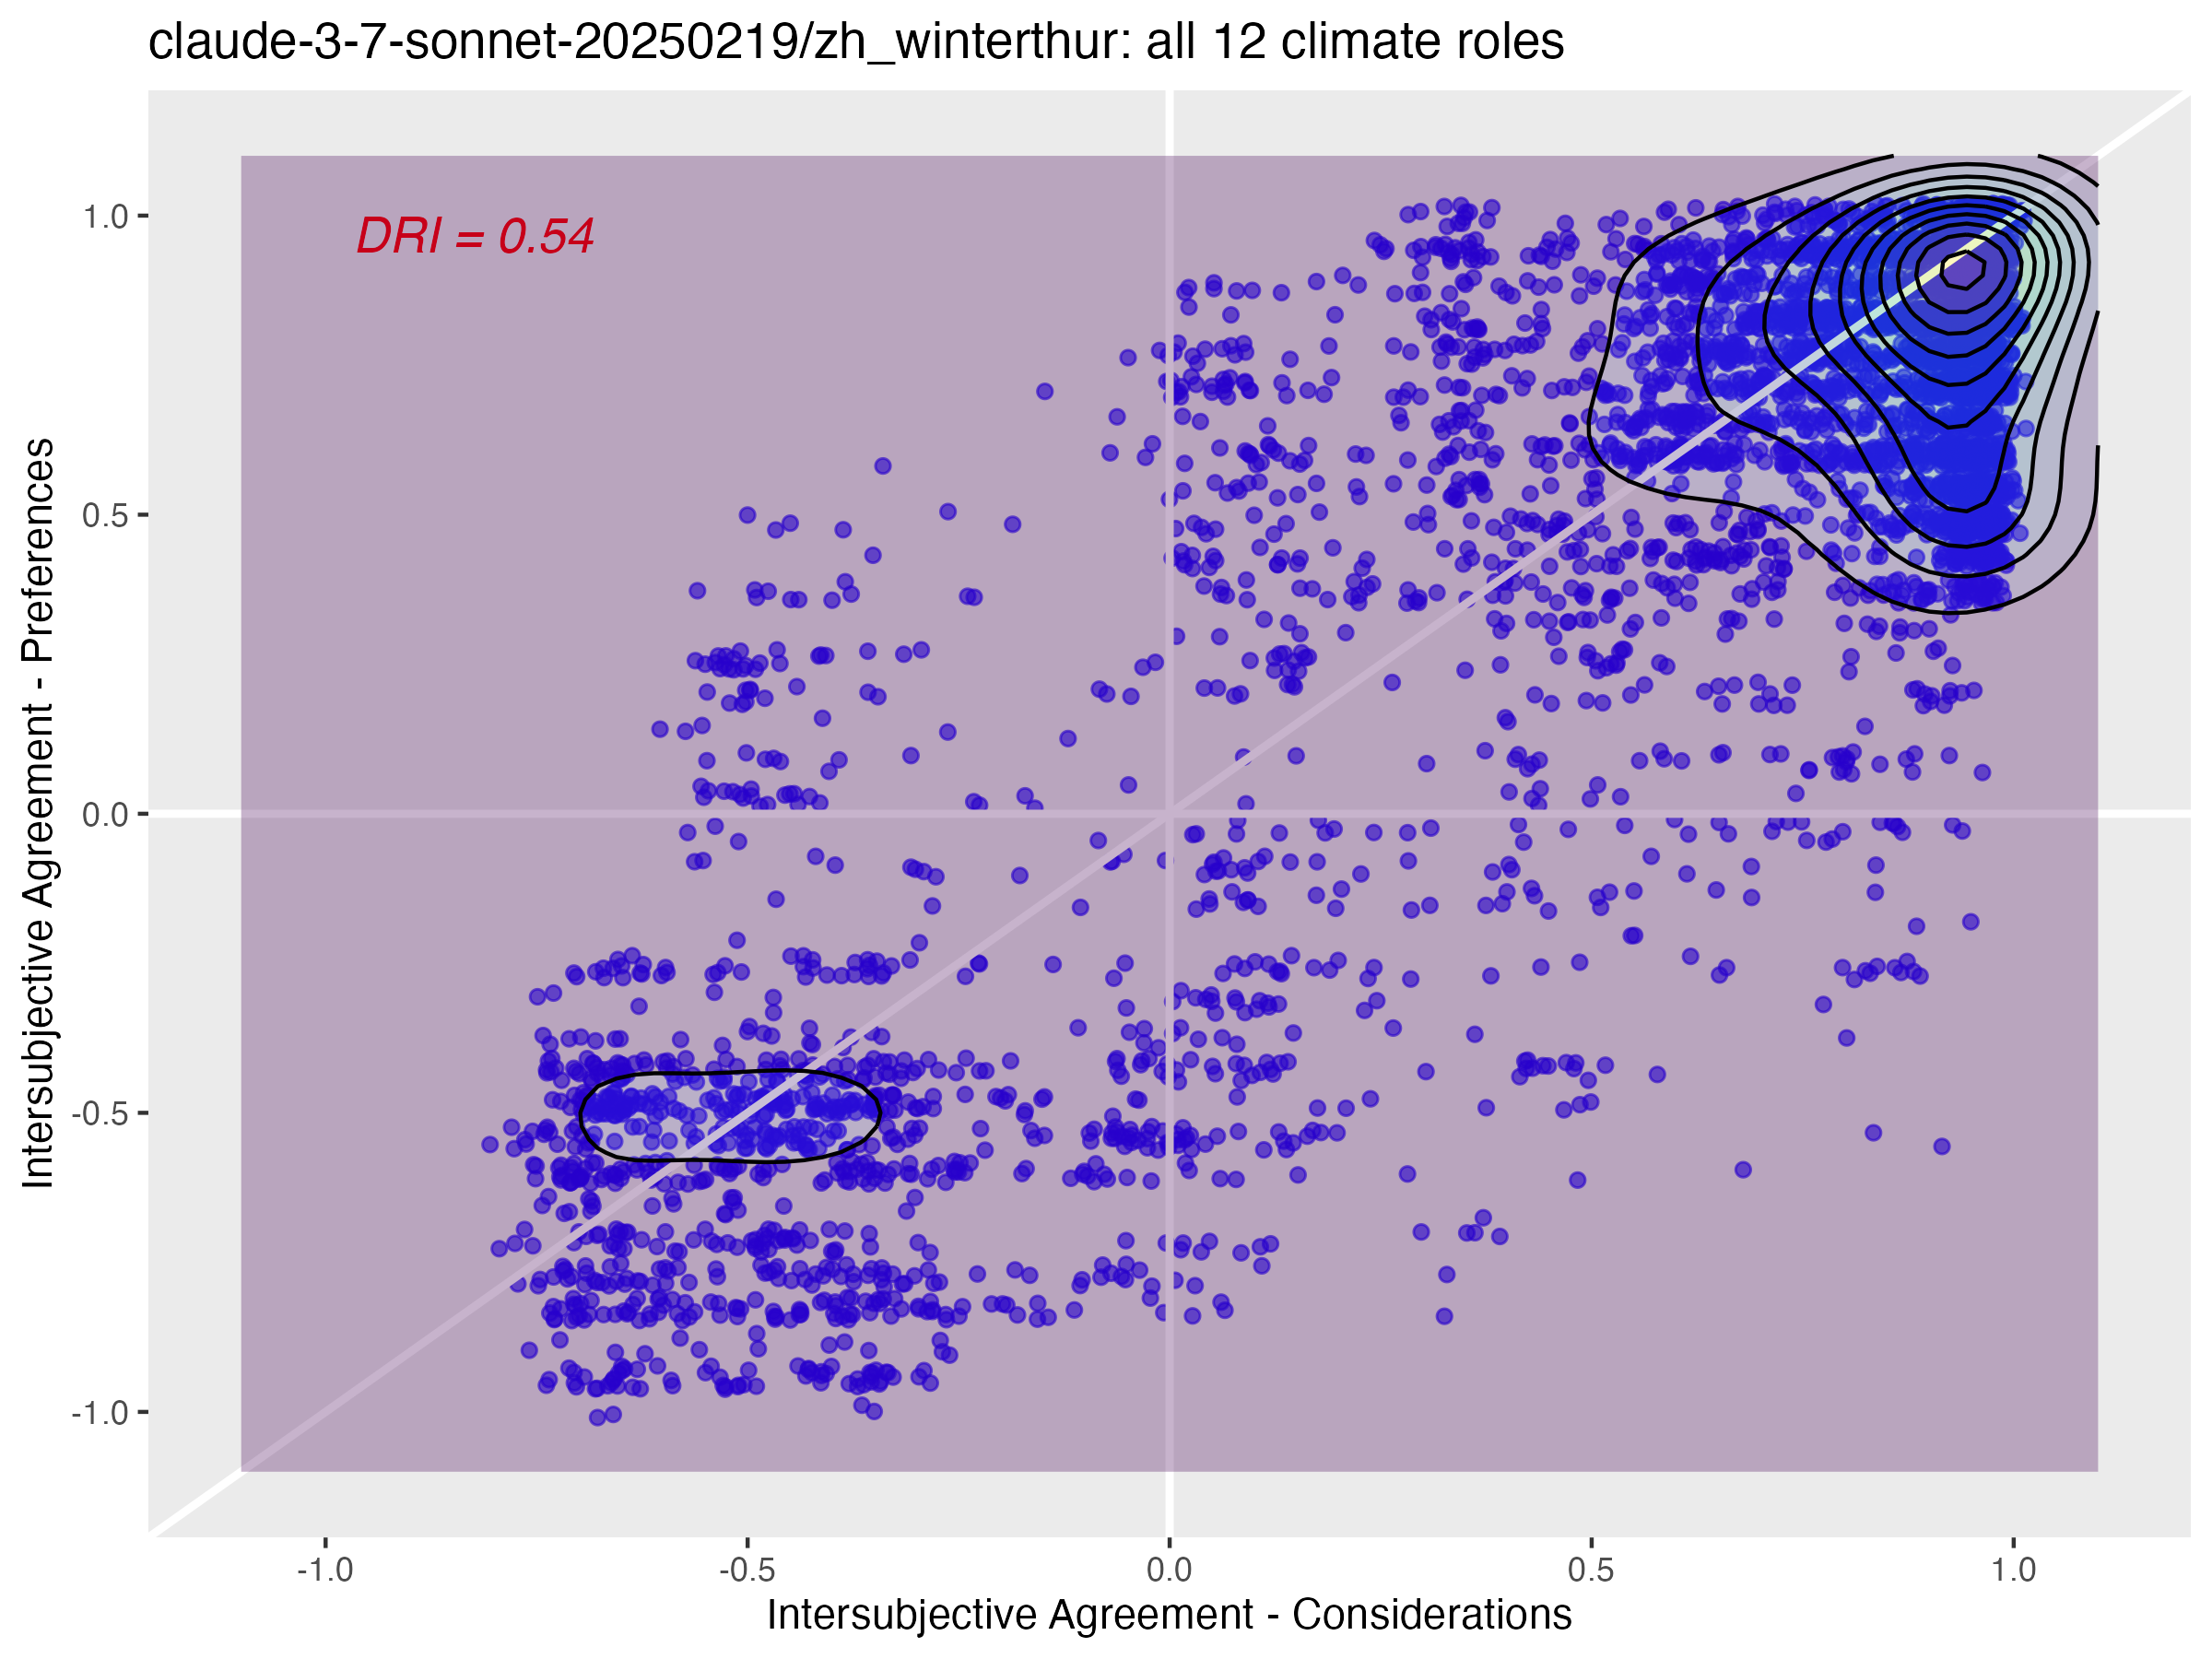 claude-3-7-sonnet-20250219/zh_winterthur: all 12 climate roles
DRI = 0.54
Intersubjective Agreement - Preferences
1.0
0.5
0.0
-0.5
-1.0
-1.0
-0.5
0.0
0.5
1.0
Intersubjective Agreement - Considerations